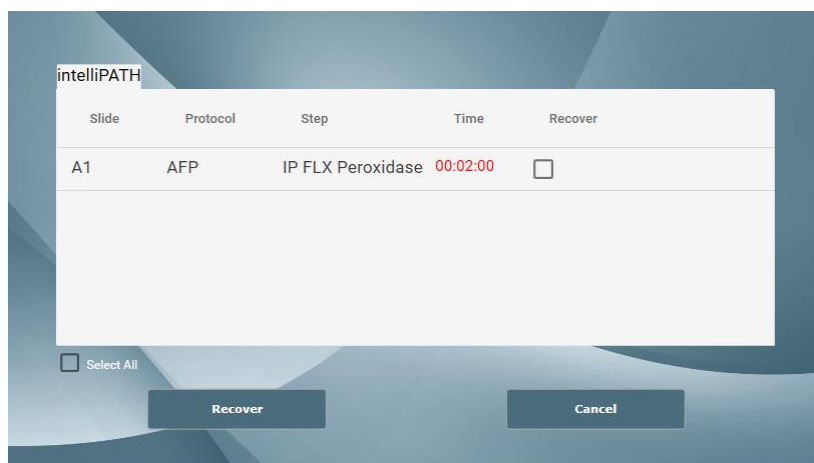 intelliPATH
Slide Protocol Step Time Recover
A1 AFP IP FLX Peroxidase 00:02:00
Select All
Recover Cancel